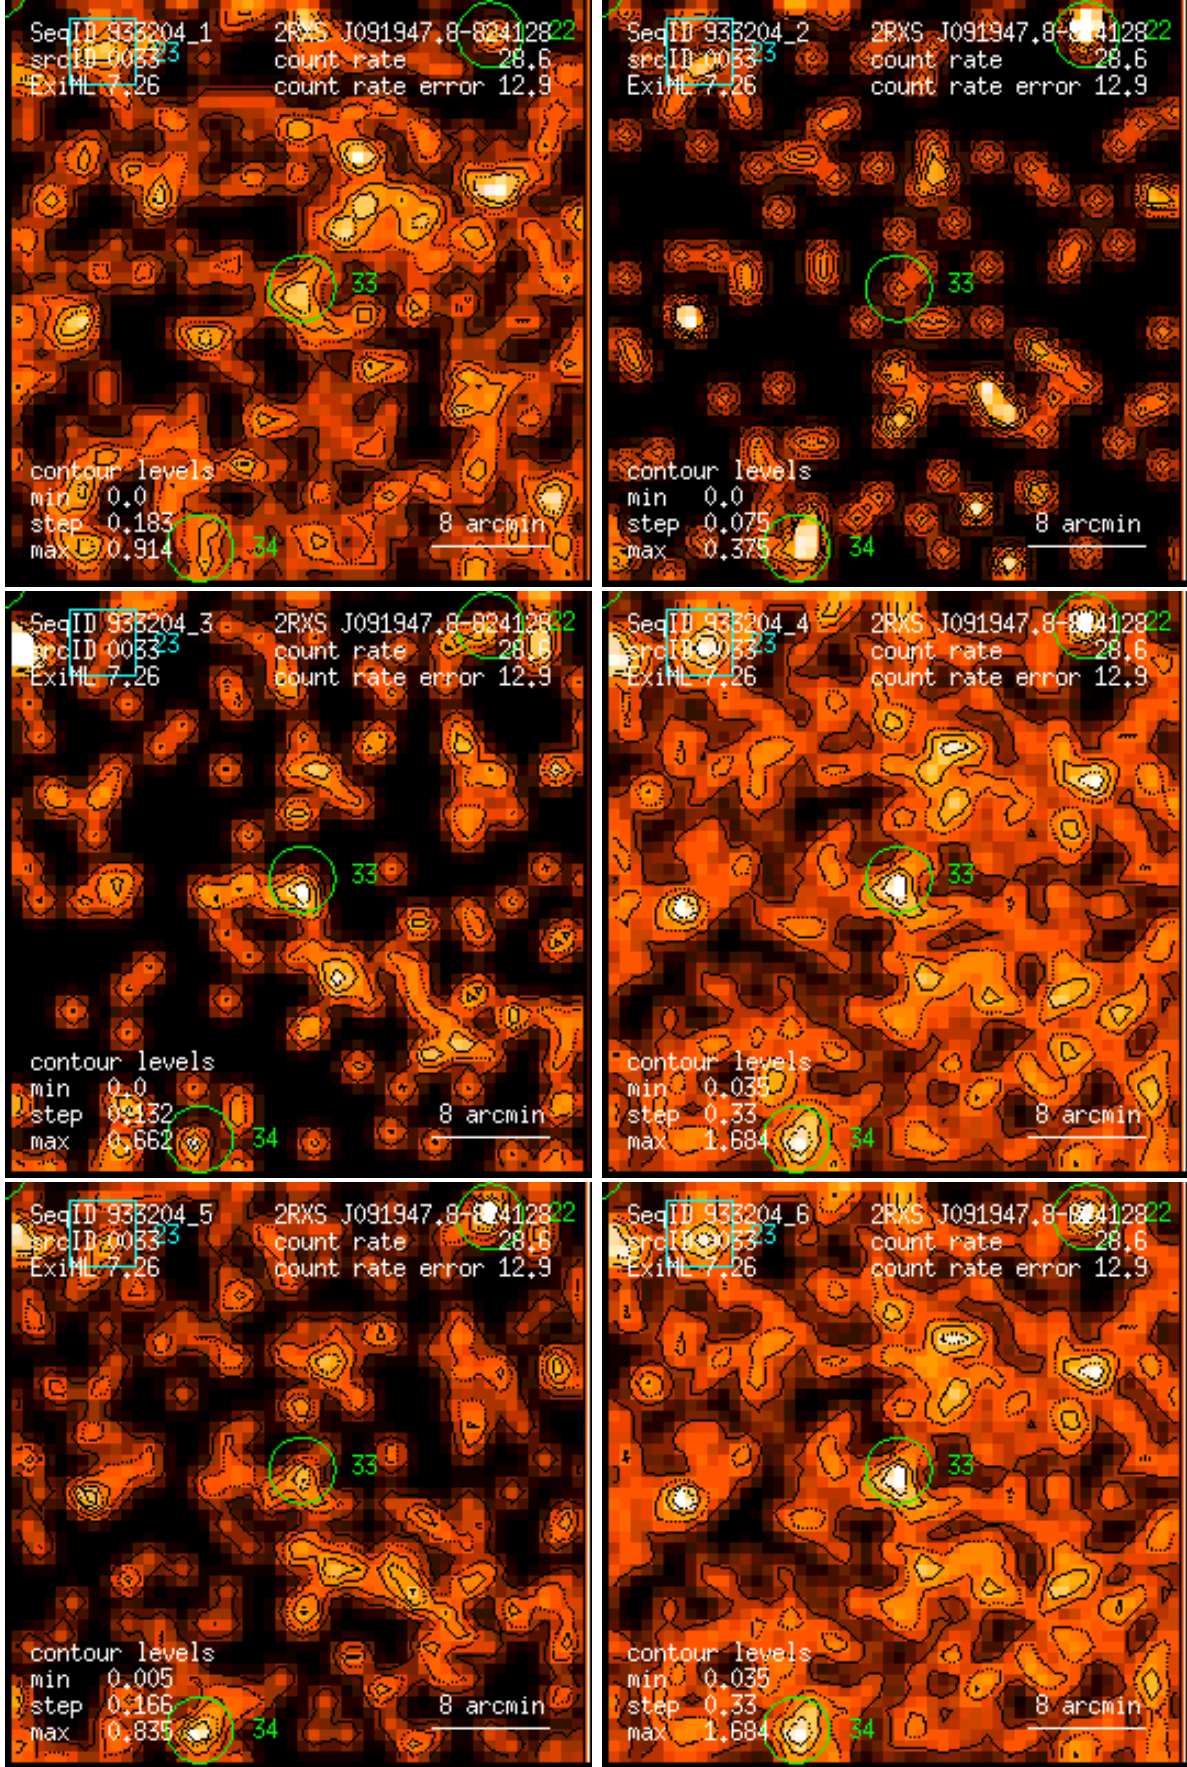 SeqID 933204_1 2RXS J091947.8-824128 22
srcID 0033 23 count rate 28.6
ExiML 7.26 count rate error 12.9
33
contour levels
min 0.0
step 0.183 8 arcmin
max 0.914 34
SeqID 933204_2 2RXS J091947.8-824128 22
srcID 0033 23 count rate 28.6
ExiML 7.26 count rate error 12.9
33
contour levels
min 0.0
step 0.075 8 arcmin
max 0.375 34
SeqID 933204_3 2RXS J091947.8-824128 22
srcID 0033 23 count rate 28.6
ExiML 7.26 count rate error 12.9
33
contour levels
min 0.0
step 0.132 8 arcmin
max 0.662 34
SeqID 933204_4 2RXS J091947.8-824128 22
srcID 0033 23 count rate 28.6
ExiML 7.26 count rate error 12.9
33
contour levels
min 0.035
step 0.33 8 arcmin
max 1.684 34
SeqID 933204_5 2RXS J091947.8-824128 22
srcID 0033 23 count rate 28.6
ExiML 7.26 count rate error 12.9
33
contour levels
min 0.005
step 0.166 8 arcmin
max 0.835 34
SeqID 933204_6 2RXS J091947.8-824128 22
srcID 0033 23 count rate 28.6
ExiML 7.26 count rate error 12.9
33
contour levels
min 0.035
step 0.33 8 arcmin
max 1.684 34